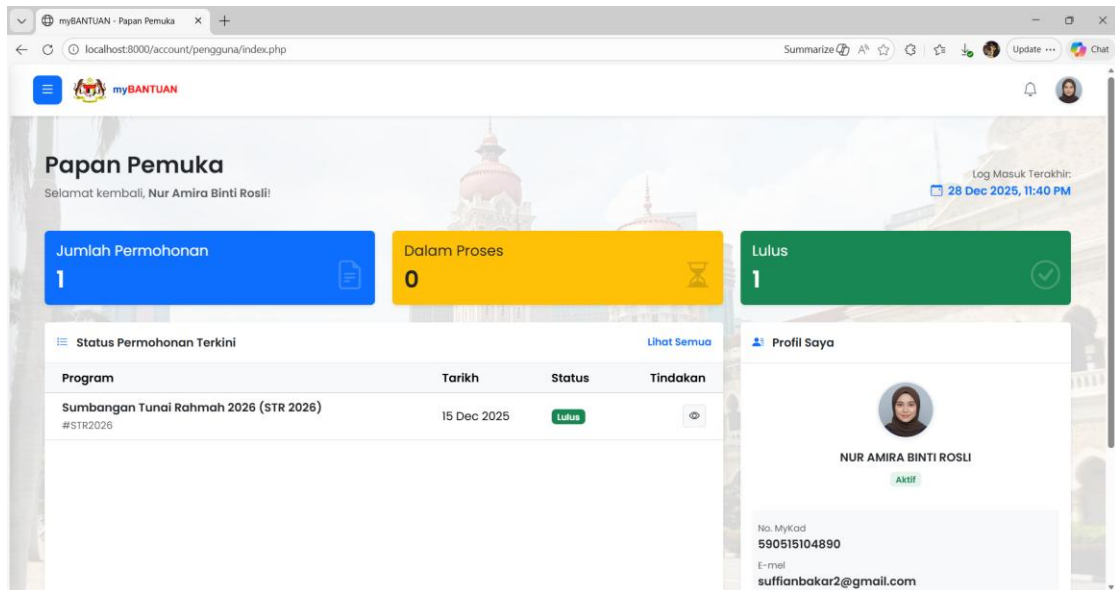 myBANTUAN - Papan Pemuka
localhost:8000/account/pengguna/index.php
Summarize
Update
Chat
myBANTUAN
Papan Pemuka
Selamat kembali, Nur Amira Binti Rosli!
Log Masuk Terakhir:
28 Dec 2025, 11:40 PM
Jumlah Permohonan
1
Dalam Proses
0
Lulus
1
Status Permohonan Terkini
Lihat Semua
Program Tarikh Status Tindakan
Sumbangan Tunai Rahmah 2026 (STR 2026) 15 Dec 2025 Lulus
#STR2026
Profil Saya
NUR AMIRA BINTI ROSLI
Aktif
No. MyKad
590515104890
E-mel
suffianbakar2@gmail.com